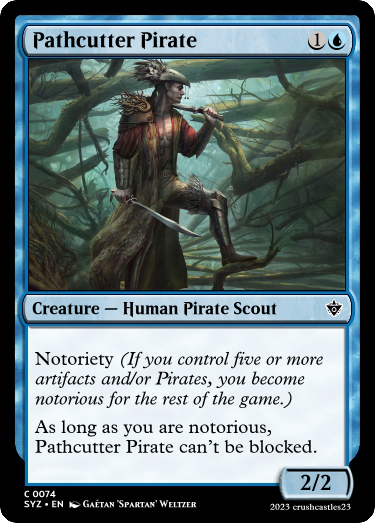 Pathcutter Pirate 1
Creature — Human Pirate Scout
Notoriety (If you control five or more
artifacts and/or Pirates, you become
notorious for the rest of the game.)
As long as you are notorious,
Pathcutter Pirate can't be blocked.
2/2
C 0074
SYZ • EN Gaétan 'Spartan' Weltzer
2023 crushcastles23